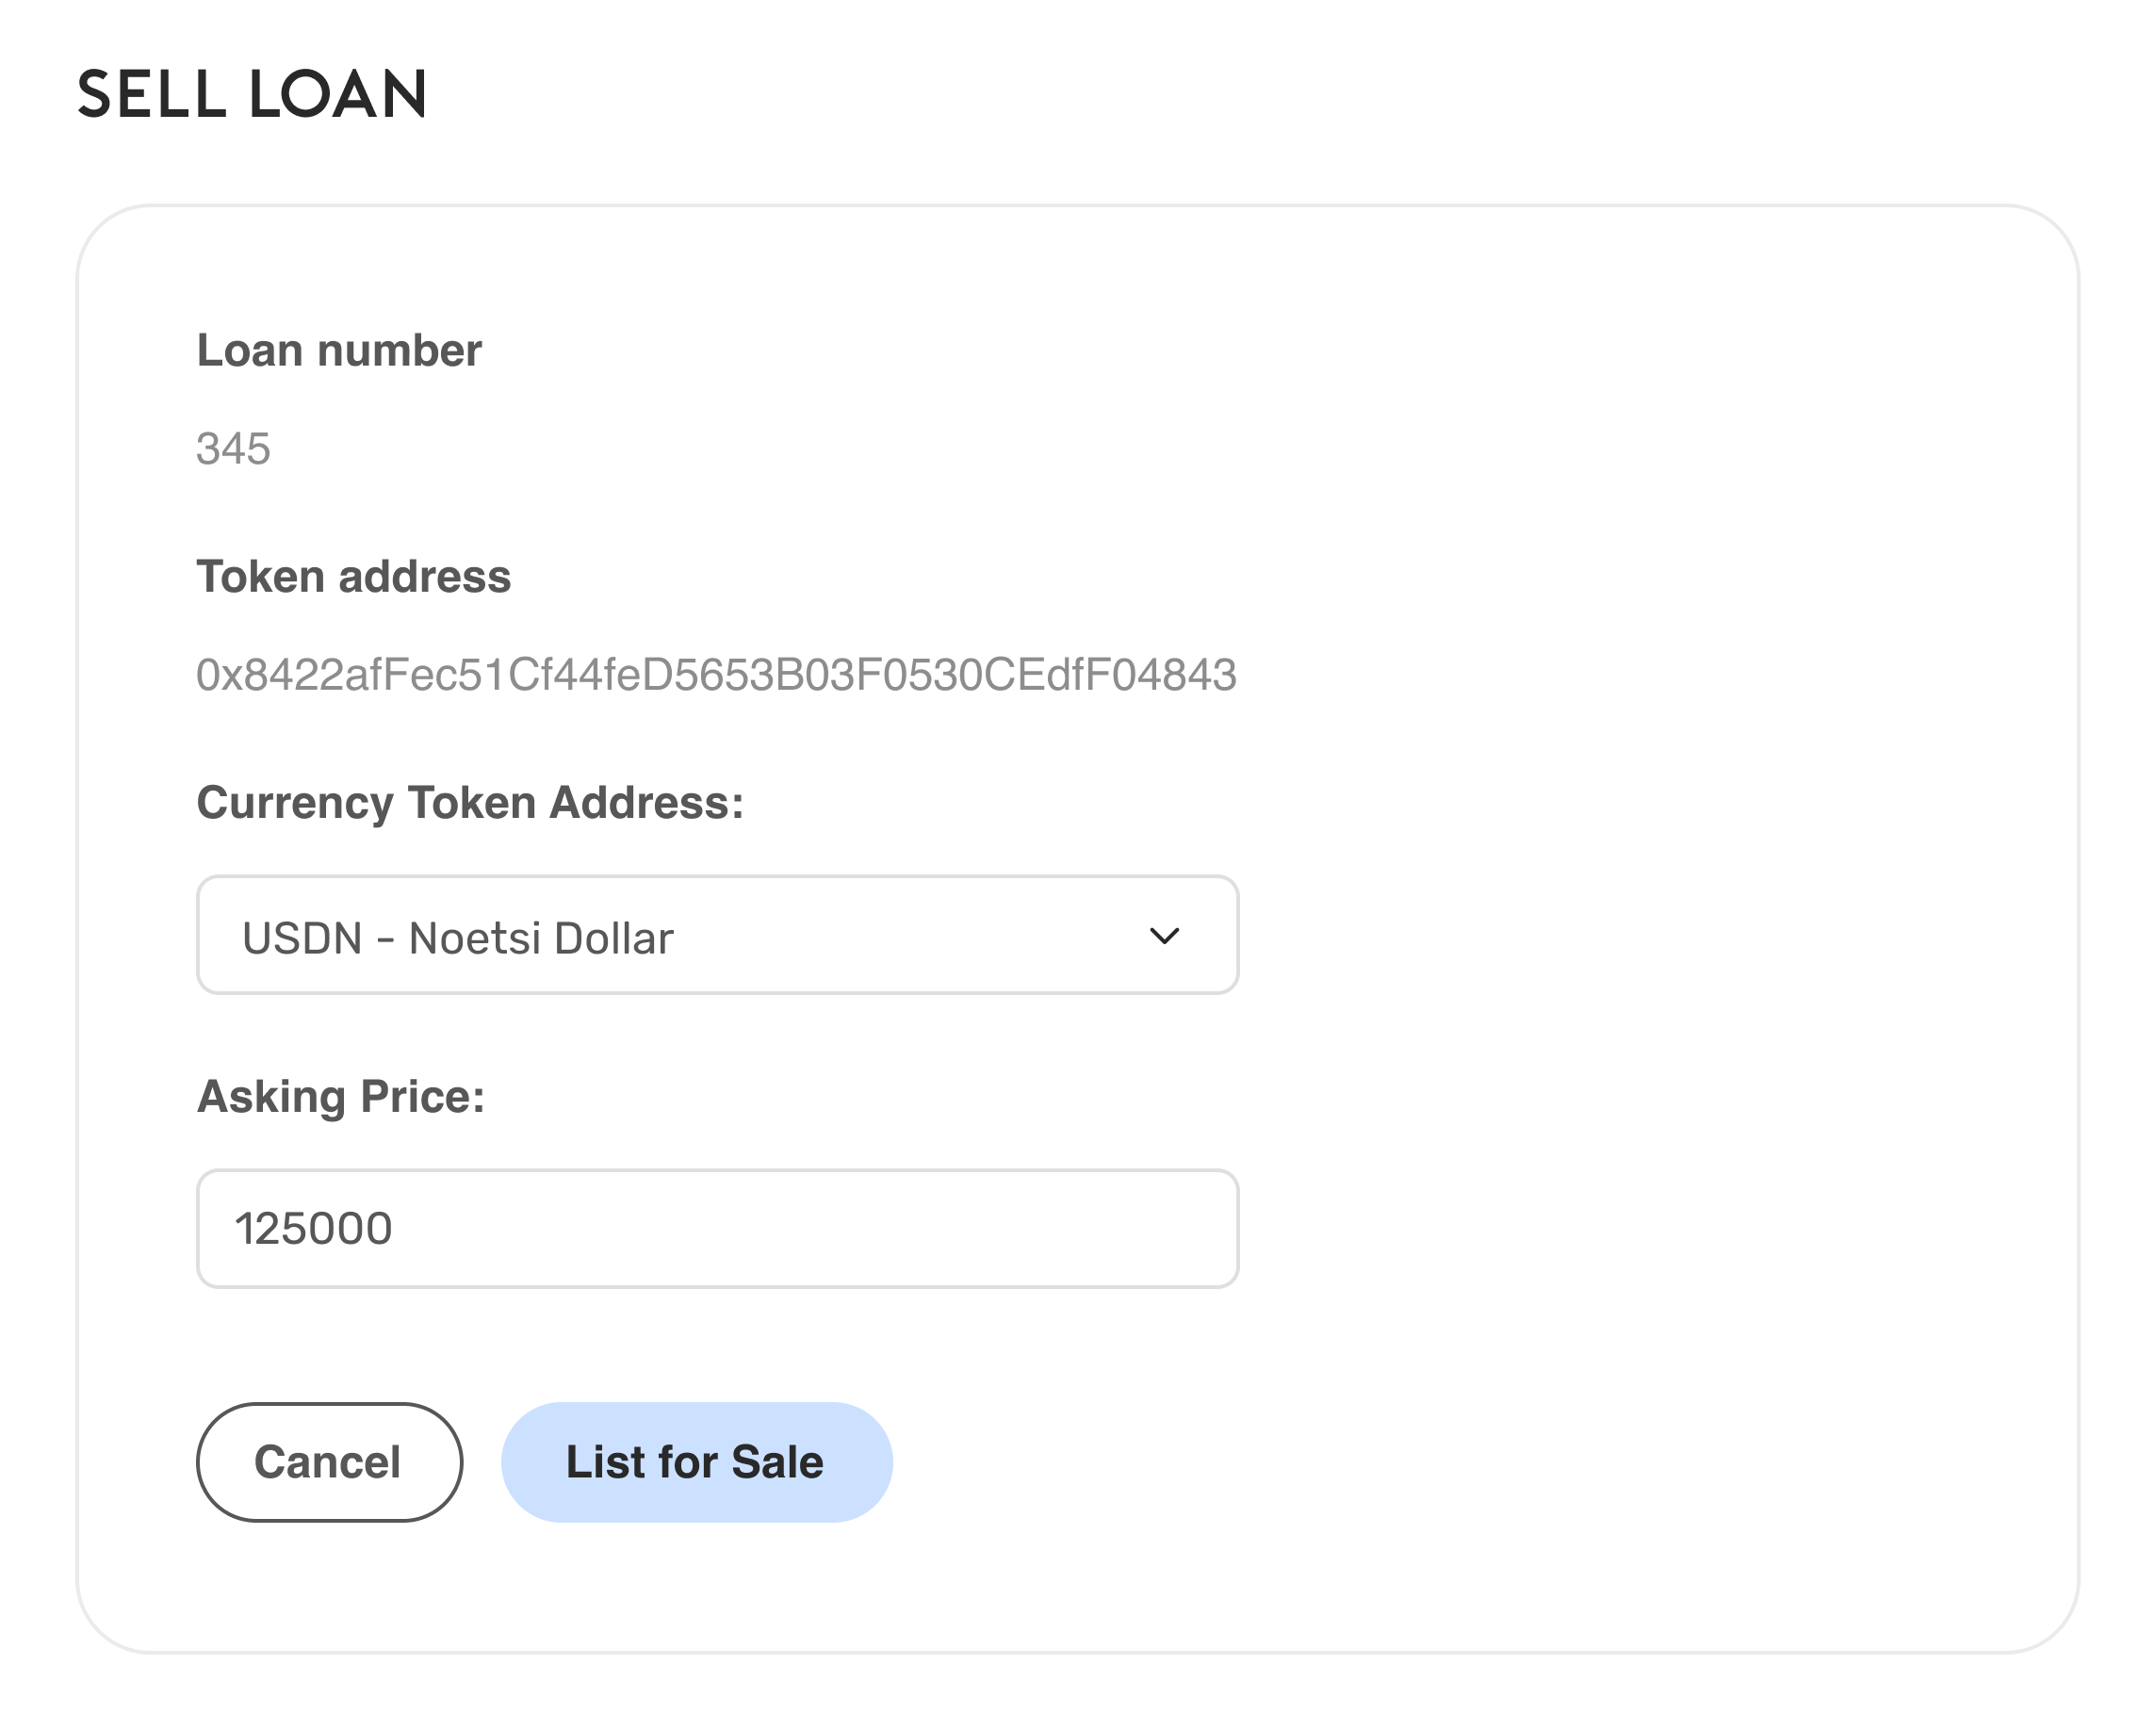 SELL LOAN
Loan number
345
Token address
0x8422afFec51Cf44feD5653B03F0530CEdfF04843
Currency Token Address:
USDN - Noetsi Dollar
Asking Price:
125000
Cancel
List for Sale